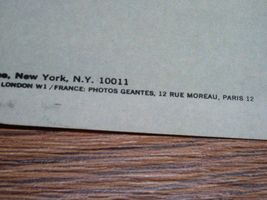 New York, N.Y. 10011
LONDON W1 / FRANCE: PHOTOS GEANTES, 12 RUE MOREAU, PARIS 12